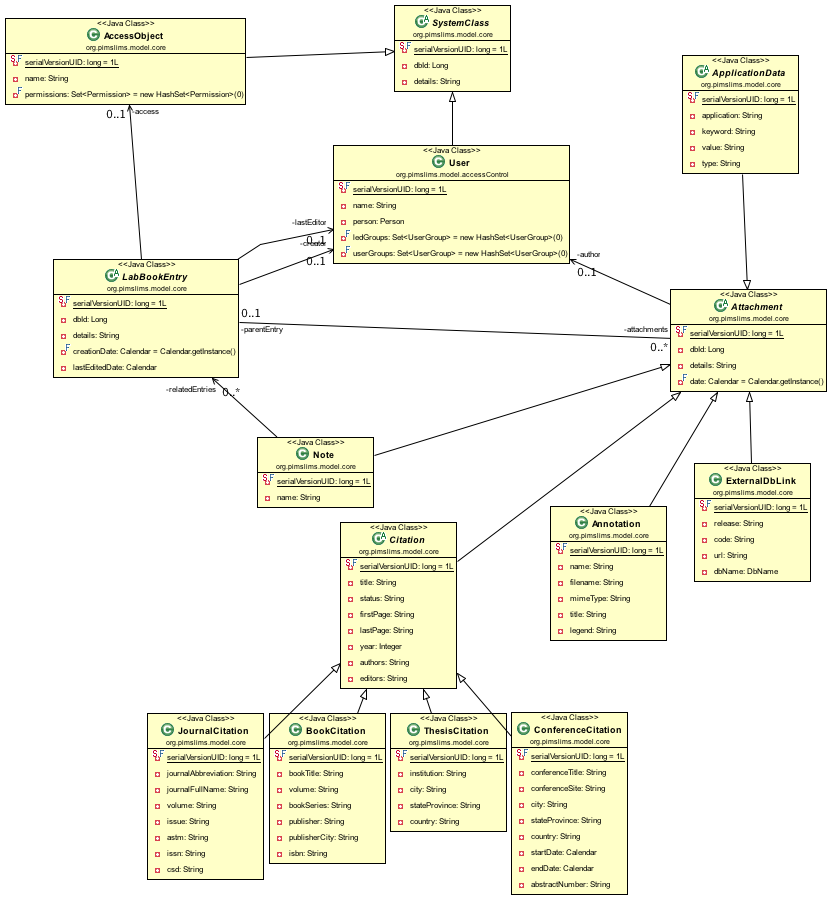 <<Java Class>>
AccessObject
org.pimslims.model.core
serialVersionUID: long = 1L
name: String
permissions: Set<Permission> = new HashSet<Permission>(0)
<<Java Class>>
SystemClass
org.pimslims.model.core
serialVersionUID: long = 1L
dbId: Long
details: String
<<Java Class>>
ApplicationData
org.pimslims.model.core
serialVersionUID: long = 1L
application: String
keyword: String
value: String
type: String
0..1
-access
<<Java Class>>
User
org.pimslims.model.accessControl
serialVersionUID: long = 1L
name: String
person: Person
ledGroups: Set<UserGroup> = new HashSet<UserGroup>(0)
userGroups: Set<UserGroup> = new HashSet<UserGroup>(0)
-lastEditor
0..1
-creator
0..1
-author
0..1
<<Java Class>>
LabBookEntry
org.pimslims.model.core
serialVersionUID: long = 1L
dbId: Long
details: String
creationDate: Calendar = Calendar.getInstance()
lastEditedDate: Calendar
0..1
-parentEntry
-attachments
0..*
<<Java Class>>
Attachment
org.pimslims.model.core
serialVersionUID: long = 1L
dbId: Long
details: String
date: Calendar = Calendar.getInstance()
-relatedEntries
0..*
<<Java Class>>
Note
org.pimslims.model.core
serialVersionUID: long = 1L
name: String
<<Java Class>>
ExternalDbLink
org.pimslims.model.core
serialVersionUID: long = 1L
release: String
code: String
url: String
dbName: DbName
<<Java Class>>
Annotation
org.pimslims.model.core
serialVersionUID: long = 1L
name: String
filename: String
mimeType: String
title: String
legend: String
<<Java Class>>
Citation
org.pimslims.model.core
serialVersionUID: long = 1L
title: String
status: String
firstPage: String
lastPage: String
year: Integer
authors: String
editors: String
<<Java Class>>
JournalCitation
org.pimslims.model.core
serialVersionUID: long = 1L
journalAbbreviation: String
journalFullName: String
volume: String
issue: String
astm: String
issn: String
csd: String
<<Java Class>>
BookCitation
org.pimslims.model.core
serialVersionUID: long = 1L
bookTitle: String
volume: String
bookSeries: String
publisher: String
publisherCity: String
isbn: String
<<Java Class>>
ThesisCitation
org.pimslims.model.core
serialVersionUID: long = 1L
institution: String
city: String
stateProvince: String
country: String
<<Java Class>>
ConferenceCitation
org.pimslims.model.core
serialVersionUID: long = 1L
conferenceTitle: String
conferenceSite: String
city: String
stateProvince: String
country: String
startDate: Calendar
endDate: Calendar
abstractNumber: String